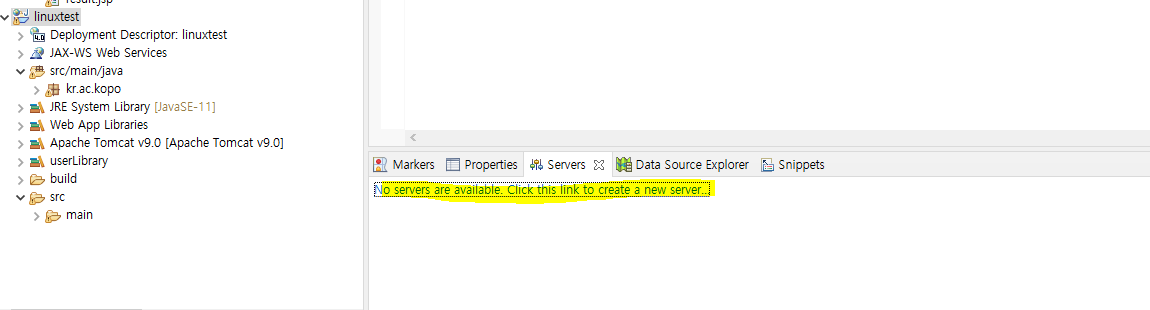 result.jsp
linuxtest
Deployment Descriptor: linuxtest
JAX-WS Web Services
src/main/java
kr.ac.kopo
JRE System Library [JavaSE-11]
Web App Libraries
Apache Tomcat v9.0 [Apache Tomcat v9.0]
userLibrary
build
src
main
Markers Properties Servers Data Source Explorer Snippets
No servers are available. Click this link to create a new server...